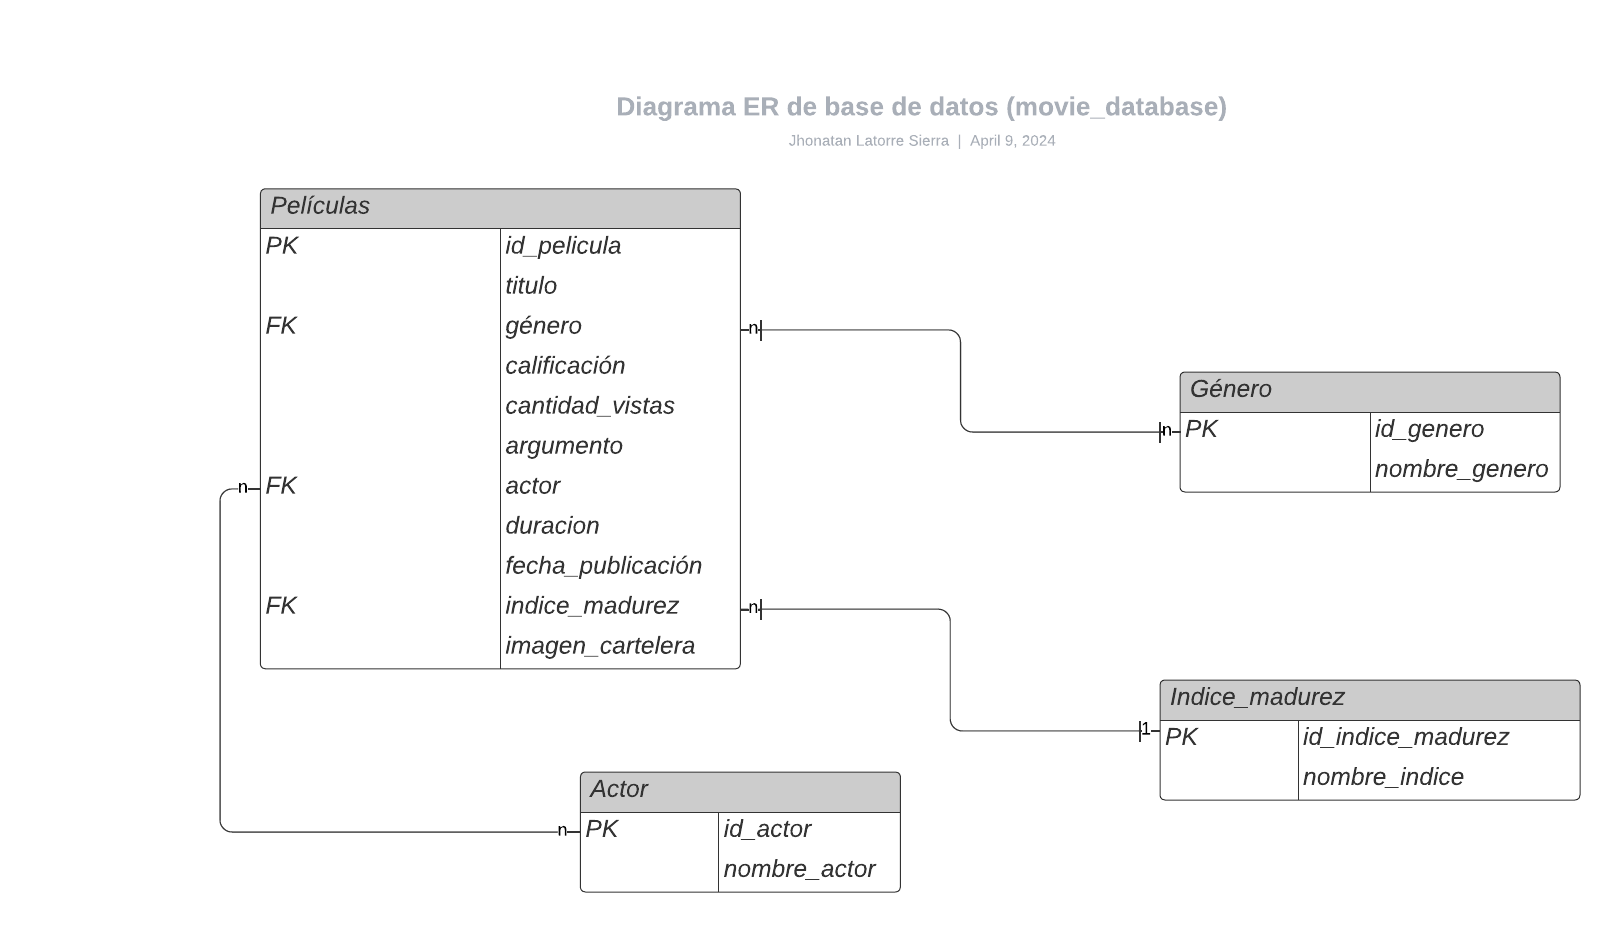 Diagrama ER de base de datos (movie_database)
Jhonatan Latorre Sierra | April 9, 2024
Películas
PK id_pelicula
titulo
FK género
calificación
cantidad_vistas
argumento
FK actor
duracion
fecha_publicación
FK indice_madurez
imagen_cartelera
n
n
Género
PK id_genero
nombre_genero
n
n
1
Indice_madurez
PK id_indice_madurez
nombre_indice
n
Actor
PK id_actor
nombre_actor